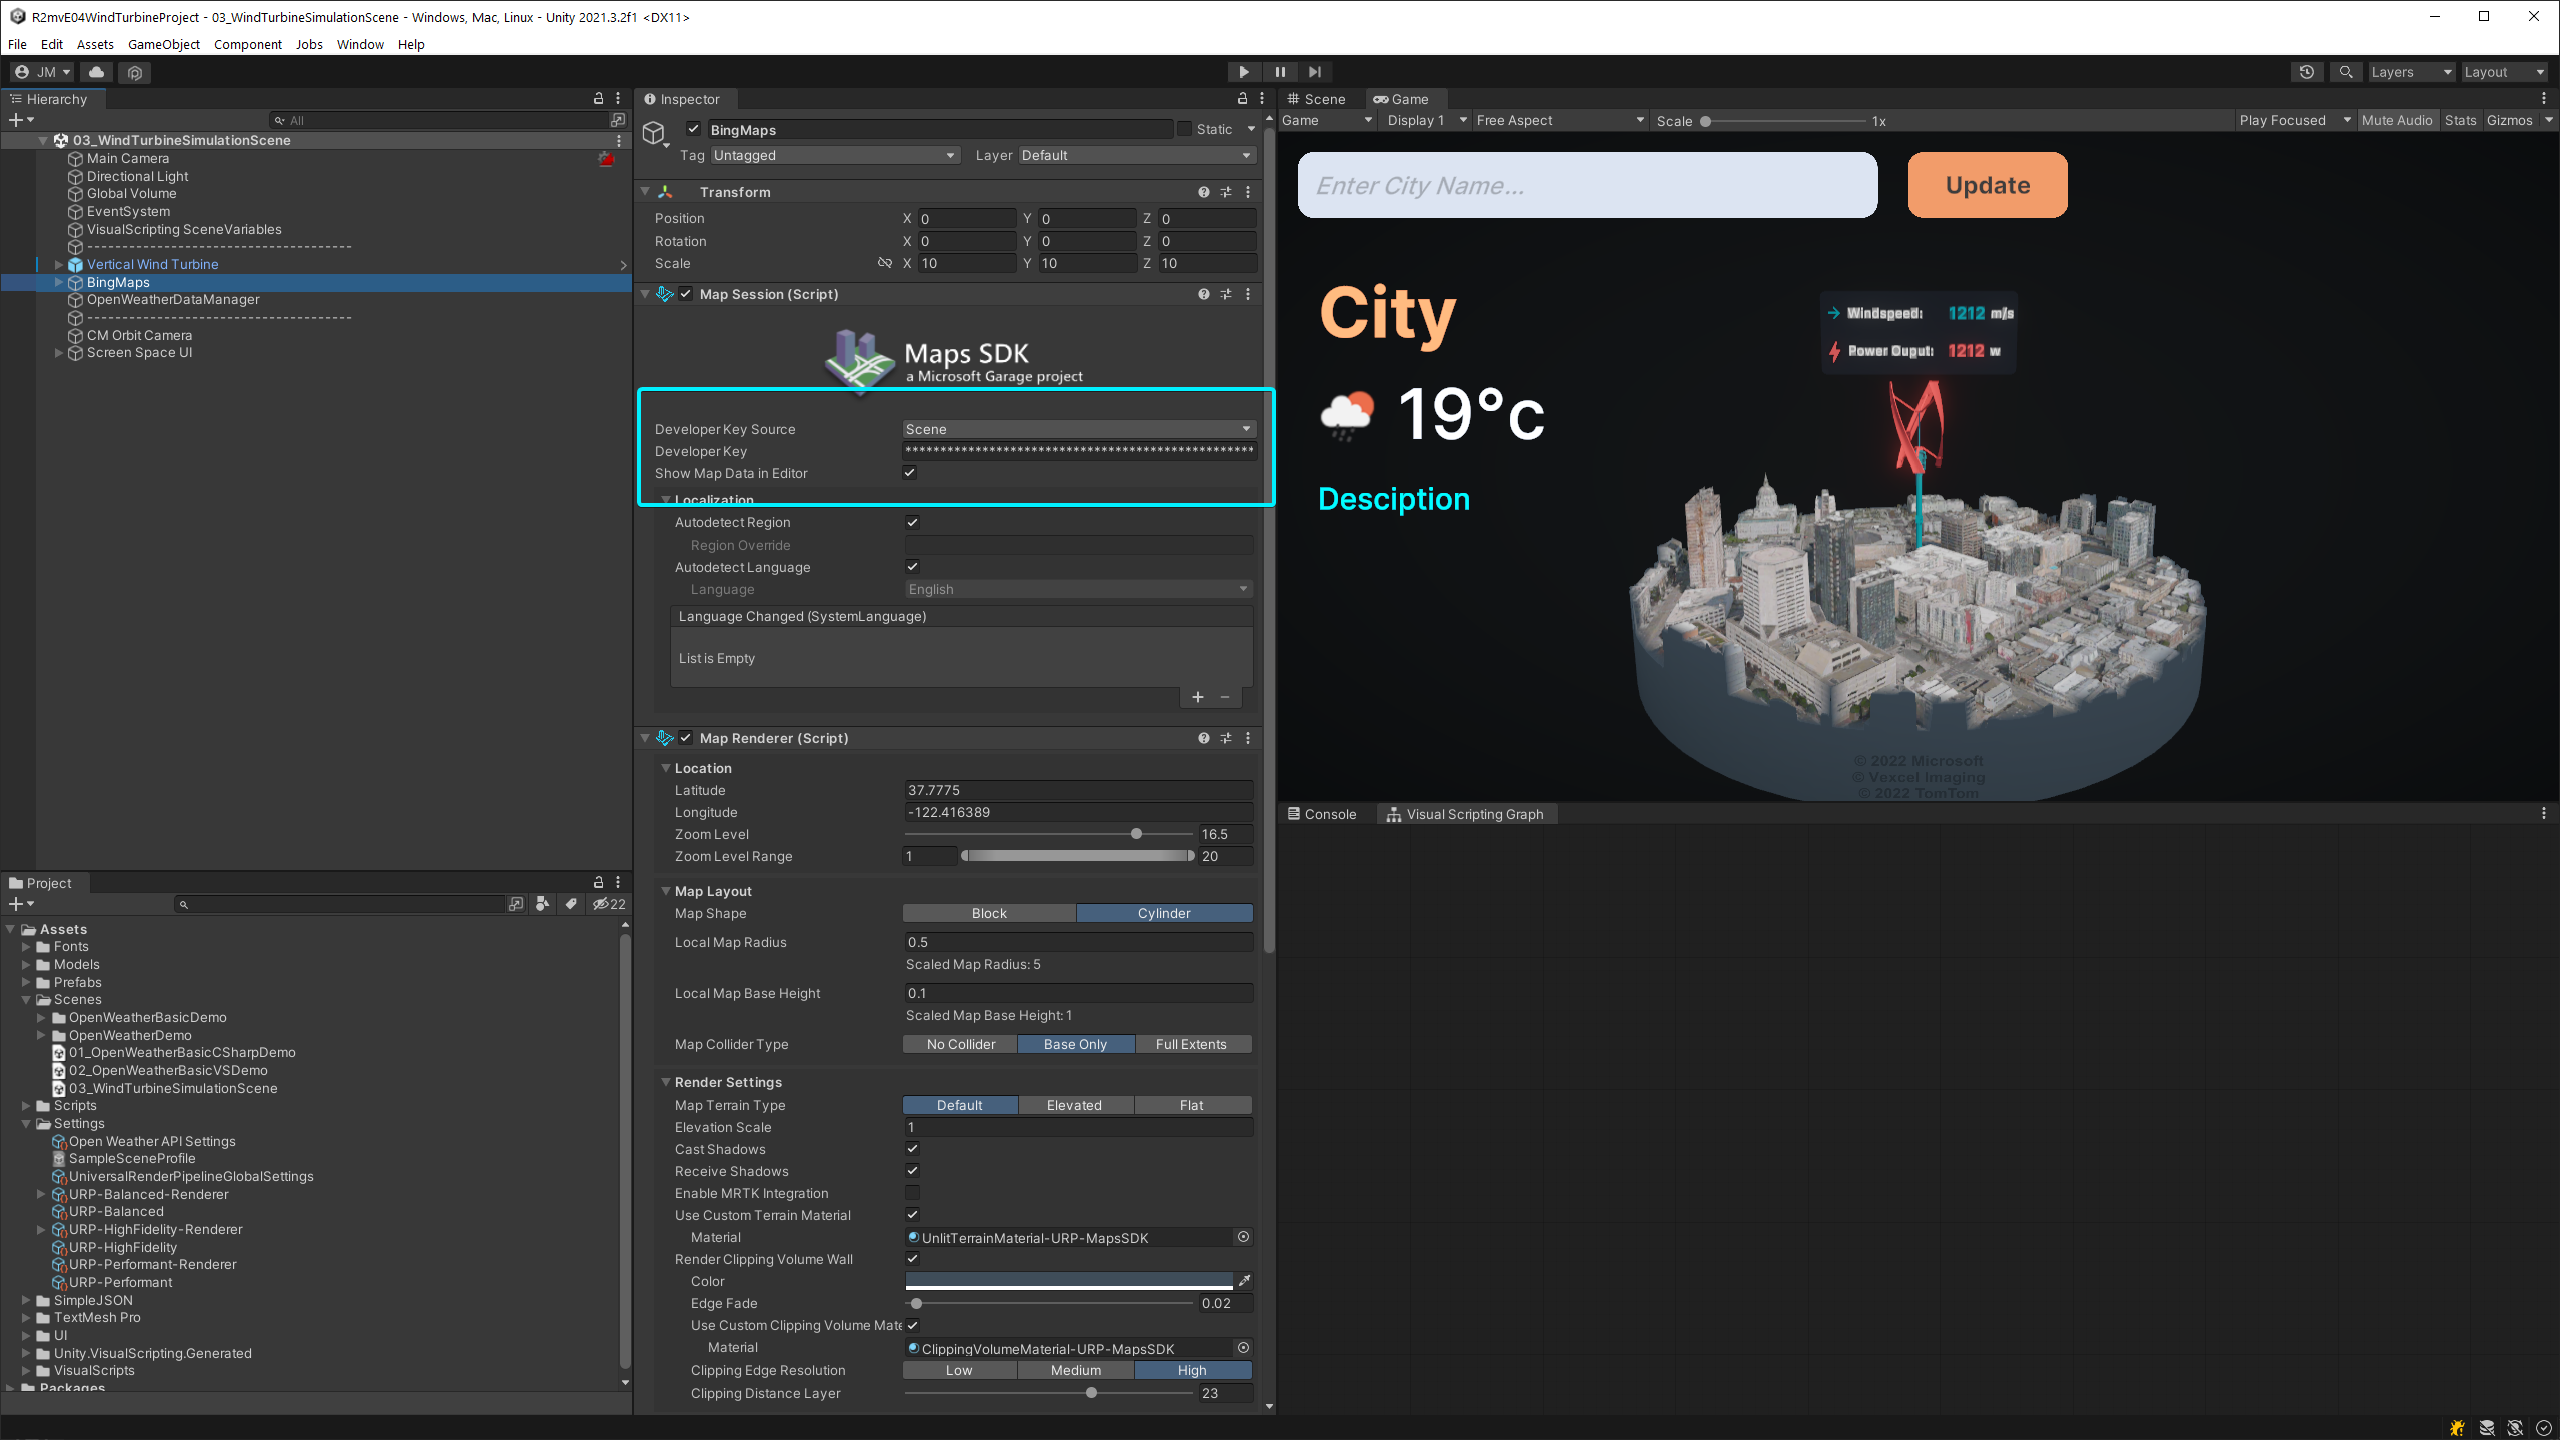 R2mvE04WindTurbineProject - 03_WindTurbineSimulationScene - Windows, Mac, Linux - Unity 2021.3.2f1 <DX11>
File Edit Assets GameObject Component Jobs Window Help
JM
Layers Layout
Hierarchy
All
03_WindTurbineSimulationScene
Main Camera
Directional Light
Global Volume
EventSystem
VisualScripting SceneVariables
--------------------------------------
Vertical Wind Turbine
BingMaps
OpenWeatherDataManager
--------------------------------------
CM Orbit Camera
Screen Space UI
Project
22
Assets
Fonts
Models
Prefabs
Scenes
OpenWeatherBasicDemo
OpenWeatherDemo
01_OpenWeatherBasicCSharpDemo
02_OpenWeatherBasicVSDemo
03_WindTurbineSimulationScene
Scripts
Settings
Open Weather API Settings
SampleSceneProfile
UniversalRenderPipelineGlobalSettings
URP-Balanced-Renderer
URP-Balanced
URP-HighFidelity-Renderer
URP-HighFidelity
URP-Performant-Renderer
URP-Performant
SimpleJSON
TextMesh Pro
UI
Unity.VisualScripting.Generated
VisualScripts
Packages
Inspector
BingMaps Static
Tag Untagged Layer Default
Transform
Position X 0 Y 0 Z 0
Rotation X 0 Y 0 Z 0
Scale X 10 Y 10 Z 10
Map Session (Script)
Maps SDK
a Microsoft Garage project
Developer Key Source Scene
Developer Key **************************************************
Show Map Data in Editor
Localization
Autodetect Region
Region Override
Autodetect Language
Language English
Language Changed (SystemLanguage)
List is Empty
+ -
Map Renderer (Script)
Location
Latitude 37.7775
Longitude -122.416389
Zoom Level 16.5
Zoom Level Range 1 20
Map Layout
Map Shape Block Cylinder
Local Map Radius 0.5
Scaled Map Radius: 5
Local Map Base Height 0.1
Scaled Map Base Height: 1
Map Collider Type No Collider Base Only Full Extents
Render Settings
Map Terrain Type Default Elevated Flat
Elevation Scale 1
Cast Shadows
Receive Shadows
Enable MRTK Integration
Use Custom Terrain Material
Material UnlitTerrainMaterial-URP-MapsSDK
Render Clipping Volume Wall
Color
Edge Fade 0.02
Use Custom Clipping Volume Mate
Material ClippingVolumeMaterial-URP-MapsSDK
Clipping Edge Resolution Low Medium High
Clipping Distance Layer 23
Scene Game
Game Display 1 Free Aspect Scale 1x Play Focused Mute Audio Stats Gizmos
Enter City Name... Update
City
19°c
Desciption
Windspeed: 1212 m/s
Power Ouput: 1212 w
© 2022 Microsoft
© Vexcel Imaging
© 2022 TomTom
Console Visual Scripting Graph